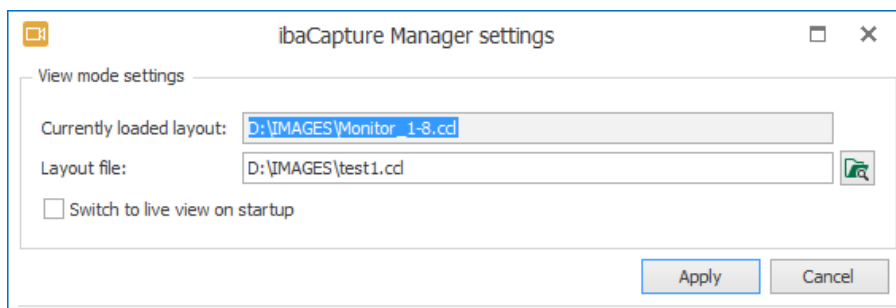 ibaCapture Manager settings
View mode settings
Currently loaded layout: D:\IMAGES\Monitor_1-8.ccl
Layout file: D:\IMAGES\test1.ccl
Switch to live view on startup
Apply Cancel